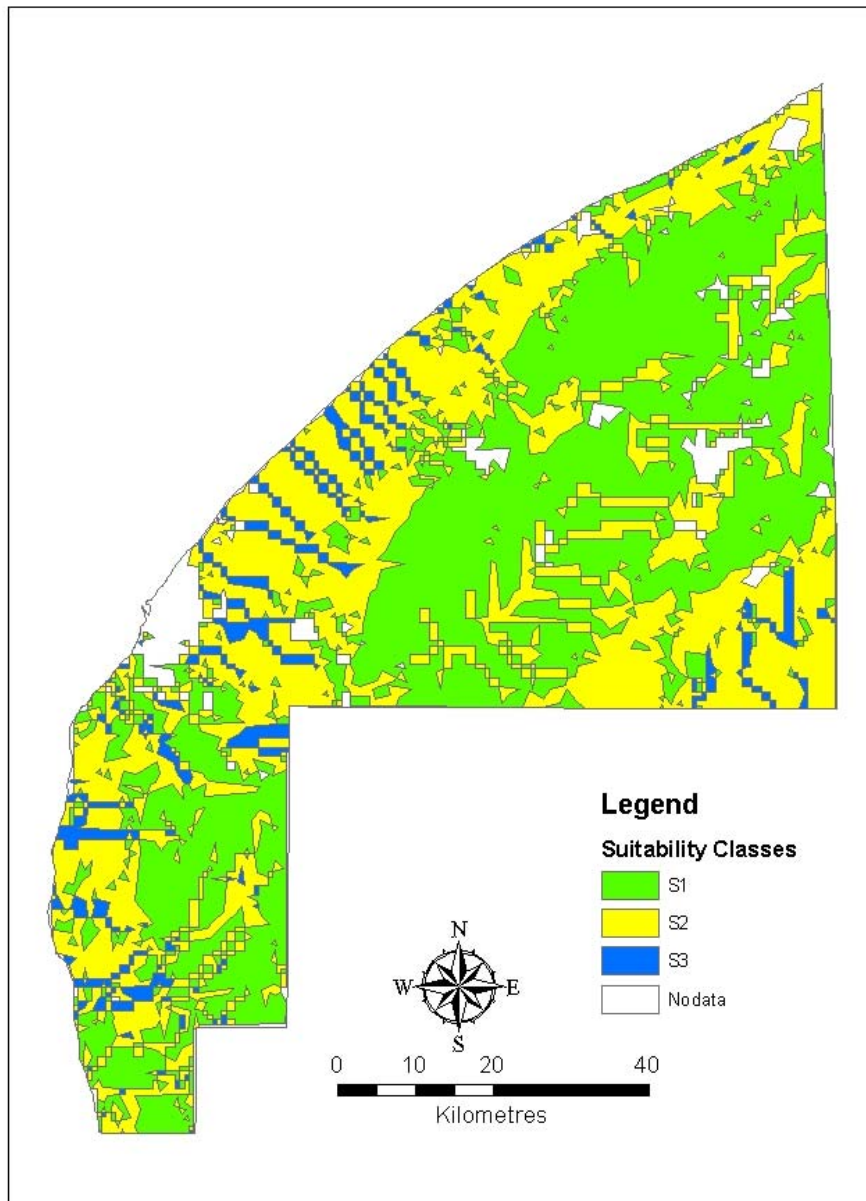 Legend
Suitability Classes
S1
S2
S3
Nodata
N
W E
S
0 10 20 40
Kilometres